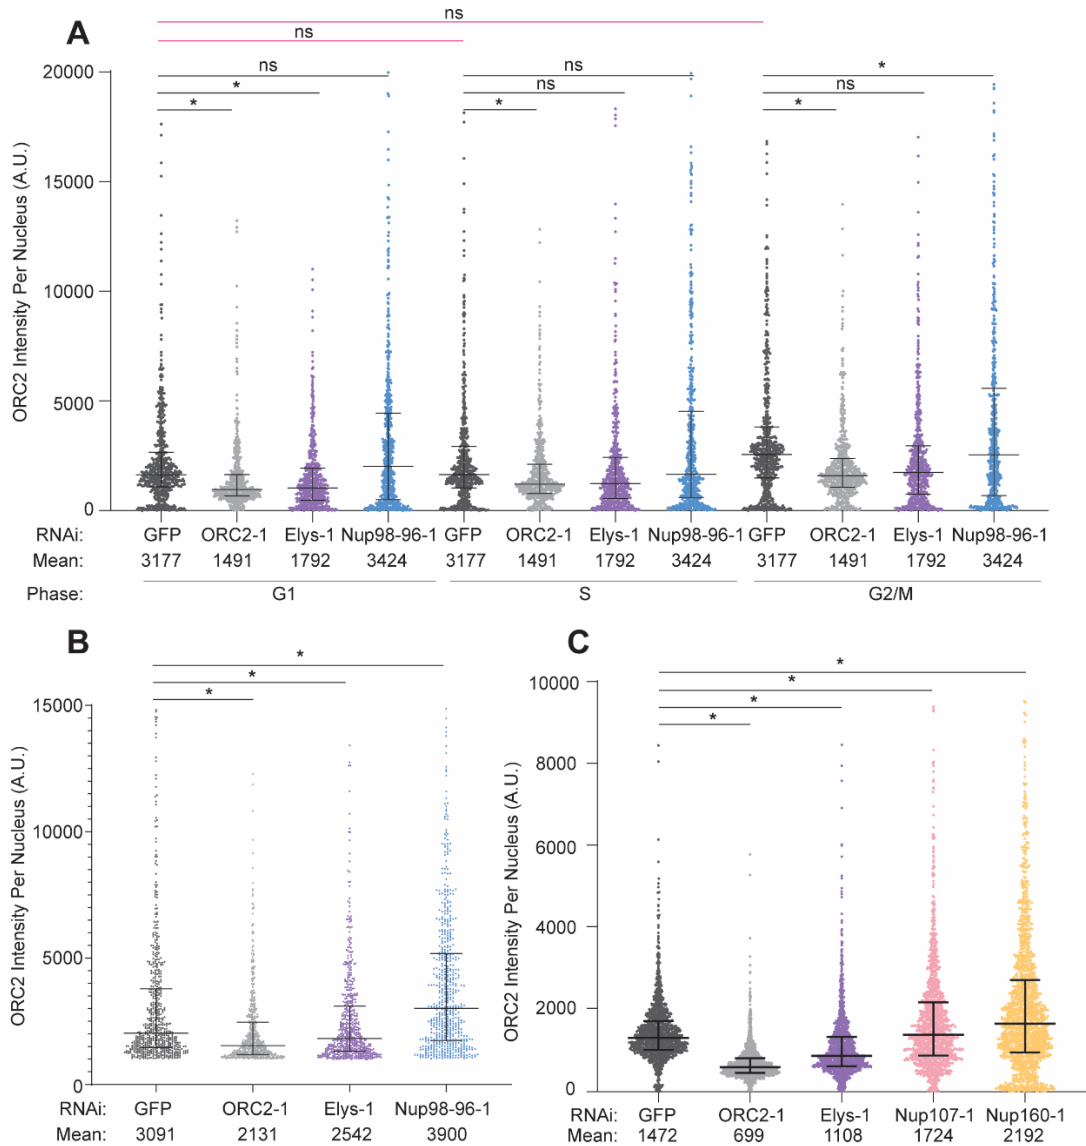 ns
A
ns
ns
ns
*
*
ns
*
ns
*
*
*
ORC2 Intensity Per Nucleus (A.U.)
20000
15000
10000
5000
0
RNAi: GFP ORC2-1 Elys-1 Nup98-96-1 GFP ORC2-1 Elys-1 Nup98-96-1 GFP ORC2-1 Elys-1 Nup98-96-1
Mean: 3177 1491 1792 3424 3177 1491 1792 3424 3177 1491 1792 3424
Phase: G1 S G2/M
B
*
*
*
ORC2 Intensity Per Nucleus (A.U.)
15000
10000
5000
0
RNAi: GFP ORC2-1 Elys-1 Nup98-96-1
Mean: 3091 2131 2542 3900
C
*
*
*
*
ORC2 Intensity Per Nucleus (A.U.)
10000
8000
6000
4000
2000
0
RNAi: GFP ORC2-1 Elys-1 Nup107-1 Nup160-1
Mean: 1472 699 1108 1724 2192